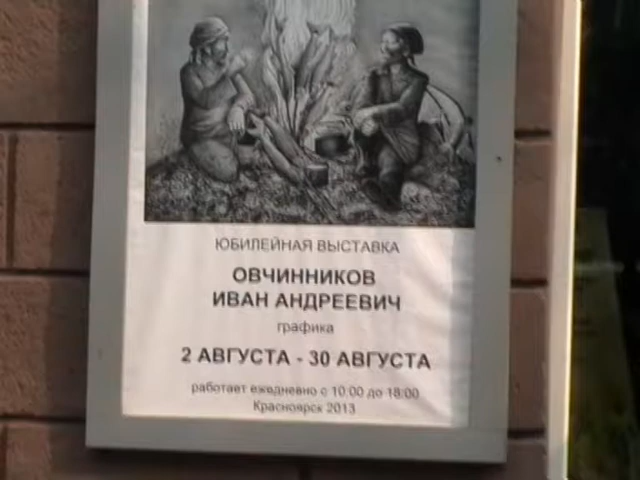 ЮБИЛЕЙНАЯ ВЫСТАВКА
ОВЧИННИКОВ
ИВАН АНДРЕЕВИЧ
графика
2 АВГУСТА - 30 АВГУСТА
работает ежедневно с 10:00 до 18:00
Красноярск 2013